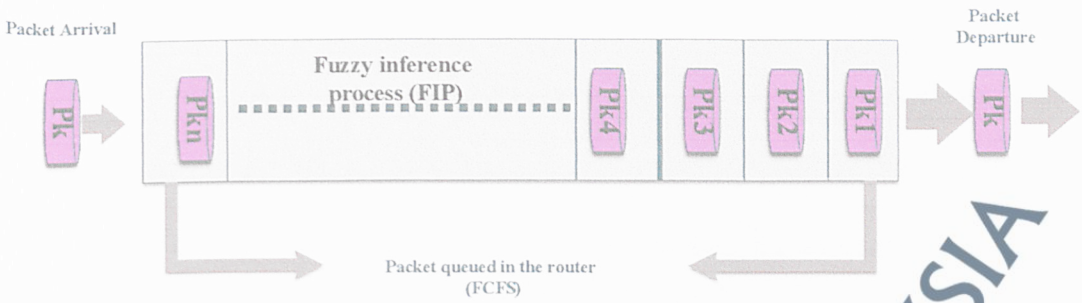 Packet Arrival
Packet
Departure
Fuzzy inference
process (FIP)
Pk
Pkn
Pk4
Pk3
Pk2
Pk1
Pk
Packet queued in the router
(FCFS)
SIA